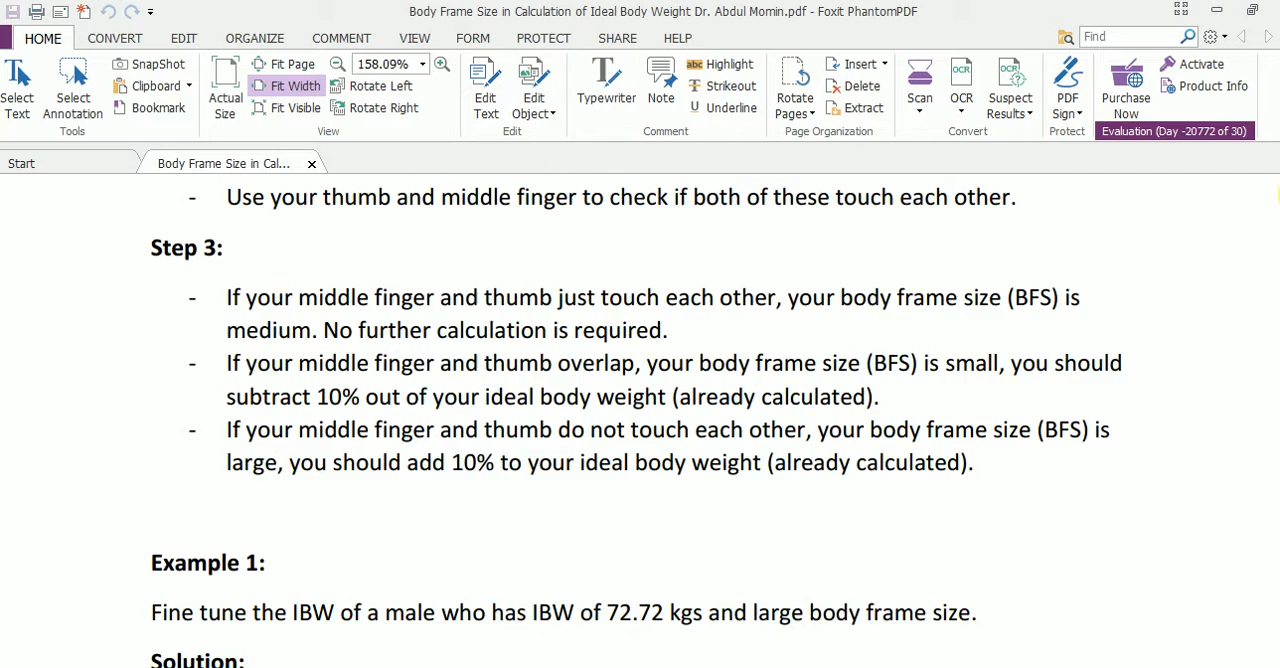 Body Frame Size in Calculation of Ideal Body Weight Dr. Abdul Momin.pdf - Foxit PhantomPDF
HOME CONVERT EDIT ORGANIZE COMMENT VIEW FORM PROTECT SHARE HELP Find
SnapShot Fit Page 158.09% Highlight Insert Activate
Select Text Select Annotation Clipboard Actual Size Fit Width Rotate Left Edit Text Edit Object Typewriter Note Strikeout Rotate Pages Delete Scan OCR Suspect Results PDF Sign Purchase Now Product Info
Bookmark Fit Visible Rotate Right Underline Extract
Tools View Edit Comment Page Organization Convert Protect Evaluation (Day -20772 of 30)
Start Body Frame Size in Cal... x
- Use your thumb and middle finger to check if both of these touch each other.
Step 3:
- If your middle finger and thumb just touch each other, your body frame size (BFS) is
medium. No further calculation is required.
- If your middle finger and thumb overlap, your body frame size (BFS) is small, you should
subtract 10% out of your ideal body weight (already calculated).
- If your middle finger and thumb do not touch each other, your body frame size (BFS) is
large, you should add 10% to your ideal body weight (already calculated).
Example 1:
Fine tune the IBW of a male who has IBW of 72.72 kgs and large body frame size.
Solution: